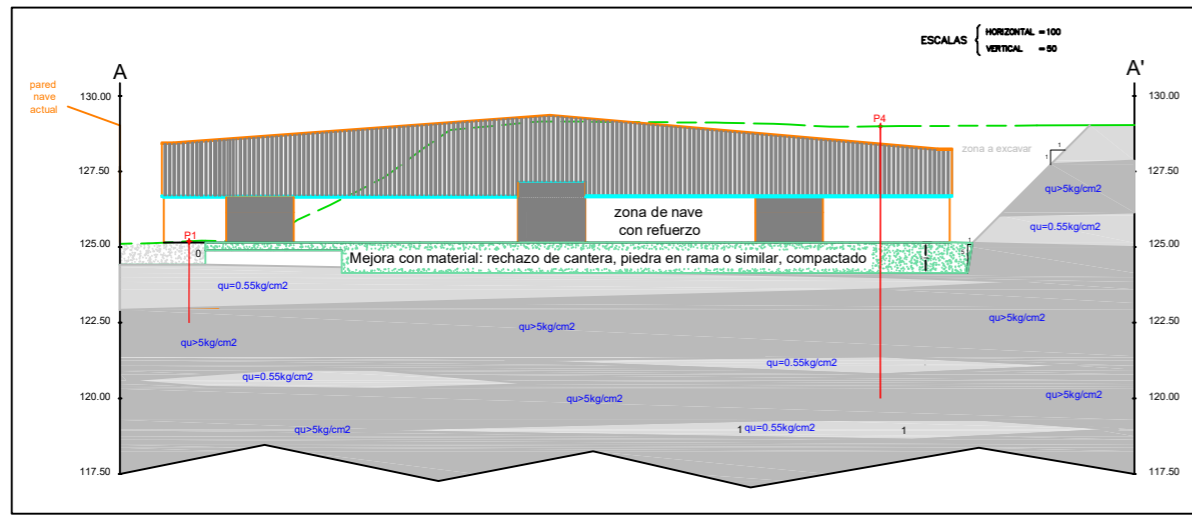 ESCALAS
HORIZONTAL =100
VERTICAL =50
A
A'
pared
nave
actual
130.00
130.00
P4
zona a excavar
1
1
127.50
127.50
qu>5kg/cm2
zona de nave
con refuerzo
qu=0.55kg/cm2
P1
125.00
125.00
1
0
Mejora con material: rechazo de cantera, piedra en rama o similar, compactado
qu=0.55kg/cm2
122.50
qu>5kg/cm2
qu>5kg/cm2
122.50
qu>5kg/cm2
qu=0.55kg/cm2
qu=0.55kg/cm2
120.00
qu>5kg/cm2
qu>5kg/cm2
120.00
qu>5kg/cm2
1
qu=0.55kg/cm2
1
117.50
117.50